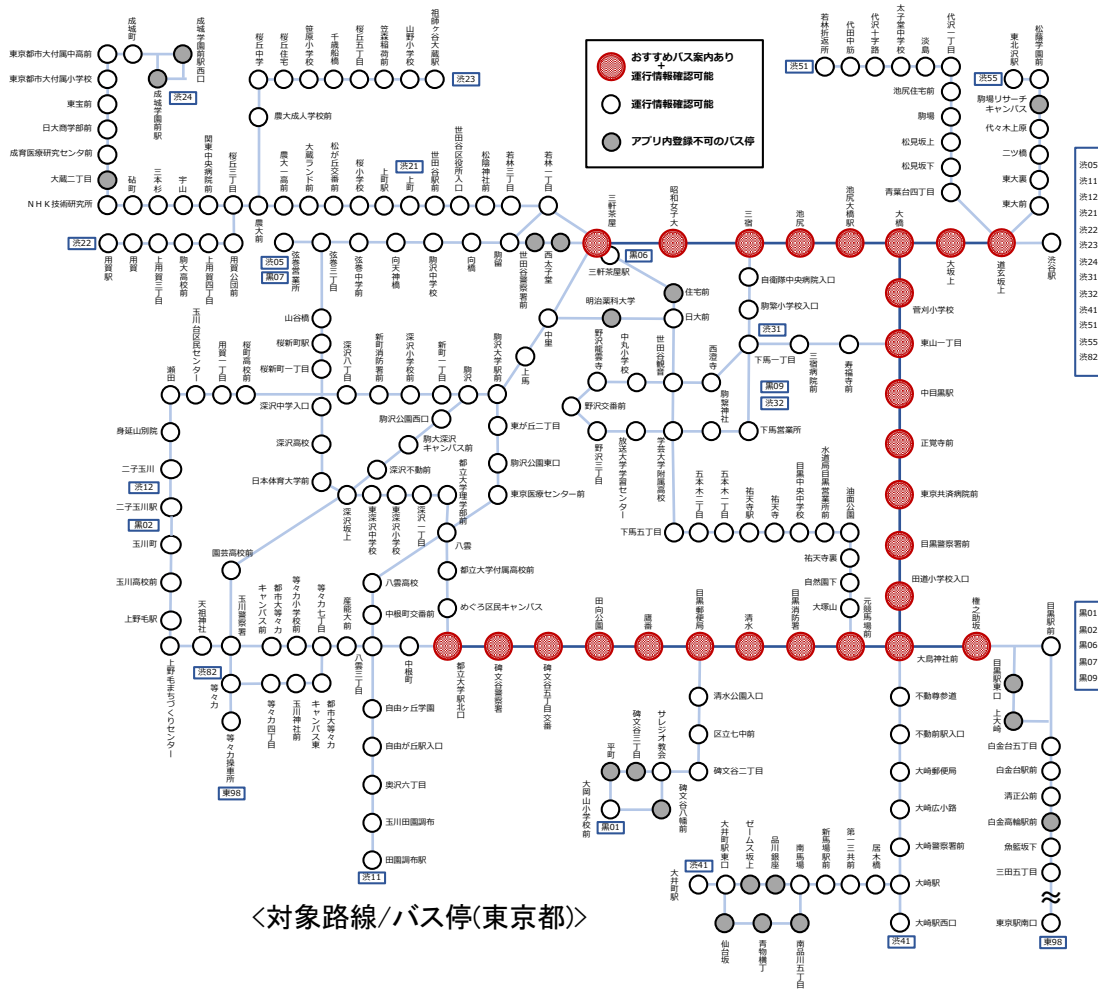 おすすめバス案内あり
+
運行情報確認可能
運行情報確認可能
アプリ内登録不可のバス停
東京都市大付属中高前
成城町
成城学園前駅西口
成城学園前駅
渋24
東京都市大付属小学校
東宝前
日大商学部前
成育医療研究センタ前
大蔵二丁目
NHK技術研究所
砧町
三本杉
宇山
関東中央病院前
桜丘三丁目
渋22
用賀駅
用賀
上用賀三丁目
駒大高校前
上用賀四丁目
用賀公団前
桜丘中学
桜丘住宅
笹原小学校
千歳船橋
桜丘五丁目
笠森稲荷前
山野小学校
祖師ヶ谷大蔵駅
渋23
農大成人学校前
農大前
農大一高前
大蔵ランド前
松が丘交番前
桜小学校
上町駅
上町
渋21
世田谷駅前
世田谷区役所入口
松陰神社前
若林三丁目
若林一丁目
渋05
黒07
弦巻営業所
弦巻三丁目
弦巻中学前
向天神橋
駒沢中学校
向橋
駒留
世田谷警察署前
西太子堂
三軒茶屋
三軒茶屋駅
黒06
昭和女子大
三宿
池尻
池尻大橋駅
大橋
大坂上
道玄坂上
渋谷駅
渋51
若林折返所
代田中筋
代沢十字路
太子堂中学校
淡島
代沢一丁目
池尻住宅前
駒場
松見坂上
松見坂下
青葉台四丁目
渋55
東北沢駅
松蔭学園前
駒場リサーチ
キャンパス
代々木上原
二ツ橋
東大裏
東大前
渋05
渋11
渋12
渋21
渋22
渋23
渋24
渋31
渋32
渋41
渋51
渋55
渋82
山谷橋
桜新町駅
桜新町一丁目
深沢中学入口
深沢高校
日本体育大学前
瀬田
玉川台区民センター
用賀一丁目
桜町高校前
深沢八丁目
新町消防署前
深沢小学校
新町一丁目
駒沢
駒沢大学駅前
上馬
中里
明治薬科大学
住宅前
日大前
世田谷観音
中丸小学校
野沢龍雲寺
野沢交番前
野沢三丁目
放送大学学習センター
学芸大学附属高校
駒繋神社
西澄寺
自衛隊中央病院入口
駒繁小学校入口
渋31
下馬一丁目
三宿病院前
寿福寺前
黒09
渋32
下馬営業所
菅刈小学校
東山一丁目
中目黒駅
正覚寺前
東京共済病院前
目黒警察署前
田道小学校入口
大鳥神社前
身延山別院
二子玉川
渋12
二子玉川駅
黒02
玉川町
玉川高校前
上野毛駅
上野毛まちづくりセンター
駒沢公園西口
駒大深沢
キャンパス前
深沢不動前
東が丘二丁目
駒沢公園東口
東京医療センター前
深沢坂上
東深沢中学校
東深沢小学校
深沢一丁目
都立大学理学部前
八雲
都立大学付属高校前
めぐろ区民キャンパス
八雲高校
中根町交番前
下馬五丁目
五本木二丁目
五本木一丁目
祐天寺駅
祐天寺
目黒中央中学校
水道局目黒営業所前
油面公園
祐天寺裏
自然園下
大塚山
園芸高校前
天祖神社
玉川警察署
都市大等々力
キャンパス前
等々力小学校前
等々力七丁目
産能大前
八雲三丁目
中根町
渋82
等々力
等々力四丁目
玉川神社前
都市大等々力
キャンパス東
等々力操車所
東98
自由ヶ丘学園
自由が丘駅入口
奥沢六丁目
玉川田園調布
田園調布駅
渋11
都立大学駅北口
碑文谷警察署
碑文谷五丁目交番
田向公園
鷹番
目黒郵便局
清水
目黒消防署
元競馬場前
権之助坂
目黒駅前
目黒駅東口
上大崎
黒01
黒02
黒06
黒07
黒09
清水公園入口
区立七中前
碑文谷二丁目
サレジオ教会
碑文谷三丁目
平町
大岡山小学校前
碑文谷八幡前
黒01
不動尊参道
不動前駅入口
大崎郵便局
大崎広小路
大崎警察署前
大崎駅
大崎駅西口
渋41
渋41
大井町駅
大井町駅東口
ゼームス坂上
品川銀座
南馬場
新馬場駅前
第一三共前
居木橋
仙台坂
青物横丁
南品川五丁目
白金台五丁目
白金台駅前
清正公前
白金高輪駅前
魚籃坂下
三田五丁目
東京駅南口
東98
<対象路線/バス停(東京都)>